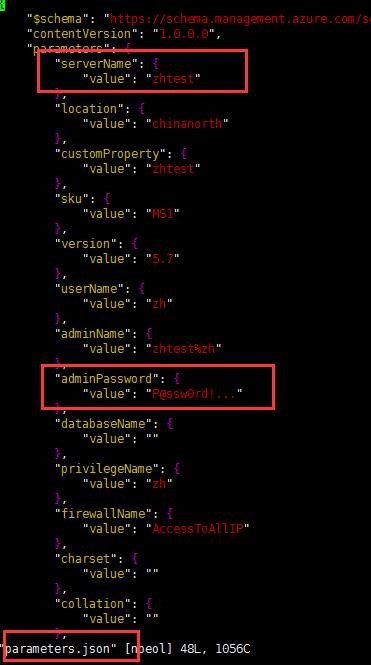 {
"$schema": "https://schema.management.azure.com/s
"contentVersion": "1.0.0.0",
"parameters": {
"serverName": {
"value": "zhtest"
},
"location": {
"value": "chinanorth"
},
"customProperty": {
"value": "zhtest"
},
"sku": {
"value": "MS1"
},
"version": {
"value": "5.7"
},
"userName": {
"value": "zh"
},
"adminName": {
"value": "zhtest%zh"
},
"adminPassword": {
"value": "P@ssw0rd!..."
},
"databaseName": {
"value": ""
},
"privilegeName": {
"value": "zh"
},
"firewallName": {
"value": "AccessToAllIP"
},
"charset": {
"value": ""
},
"collation": {
"value": ""
},
"parameters.json" [noeol] 48L, 1056C